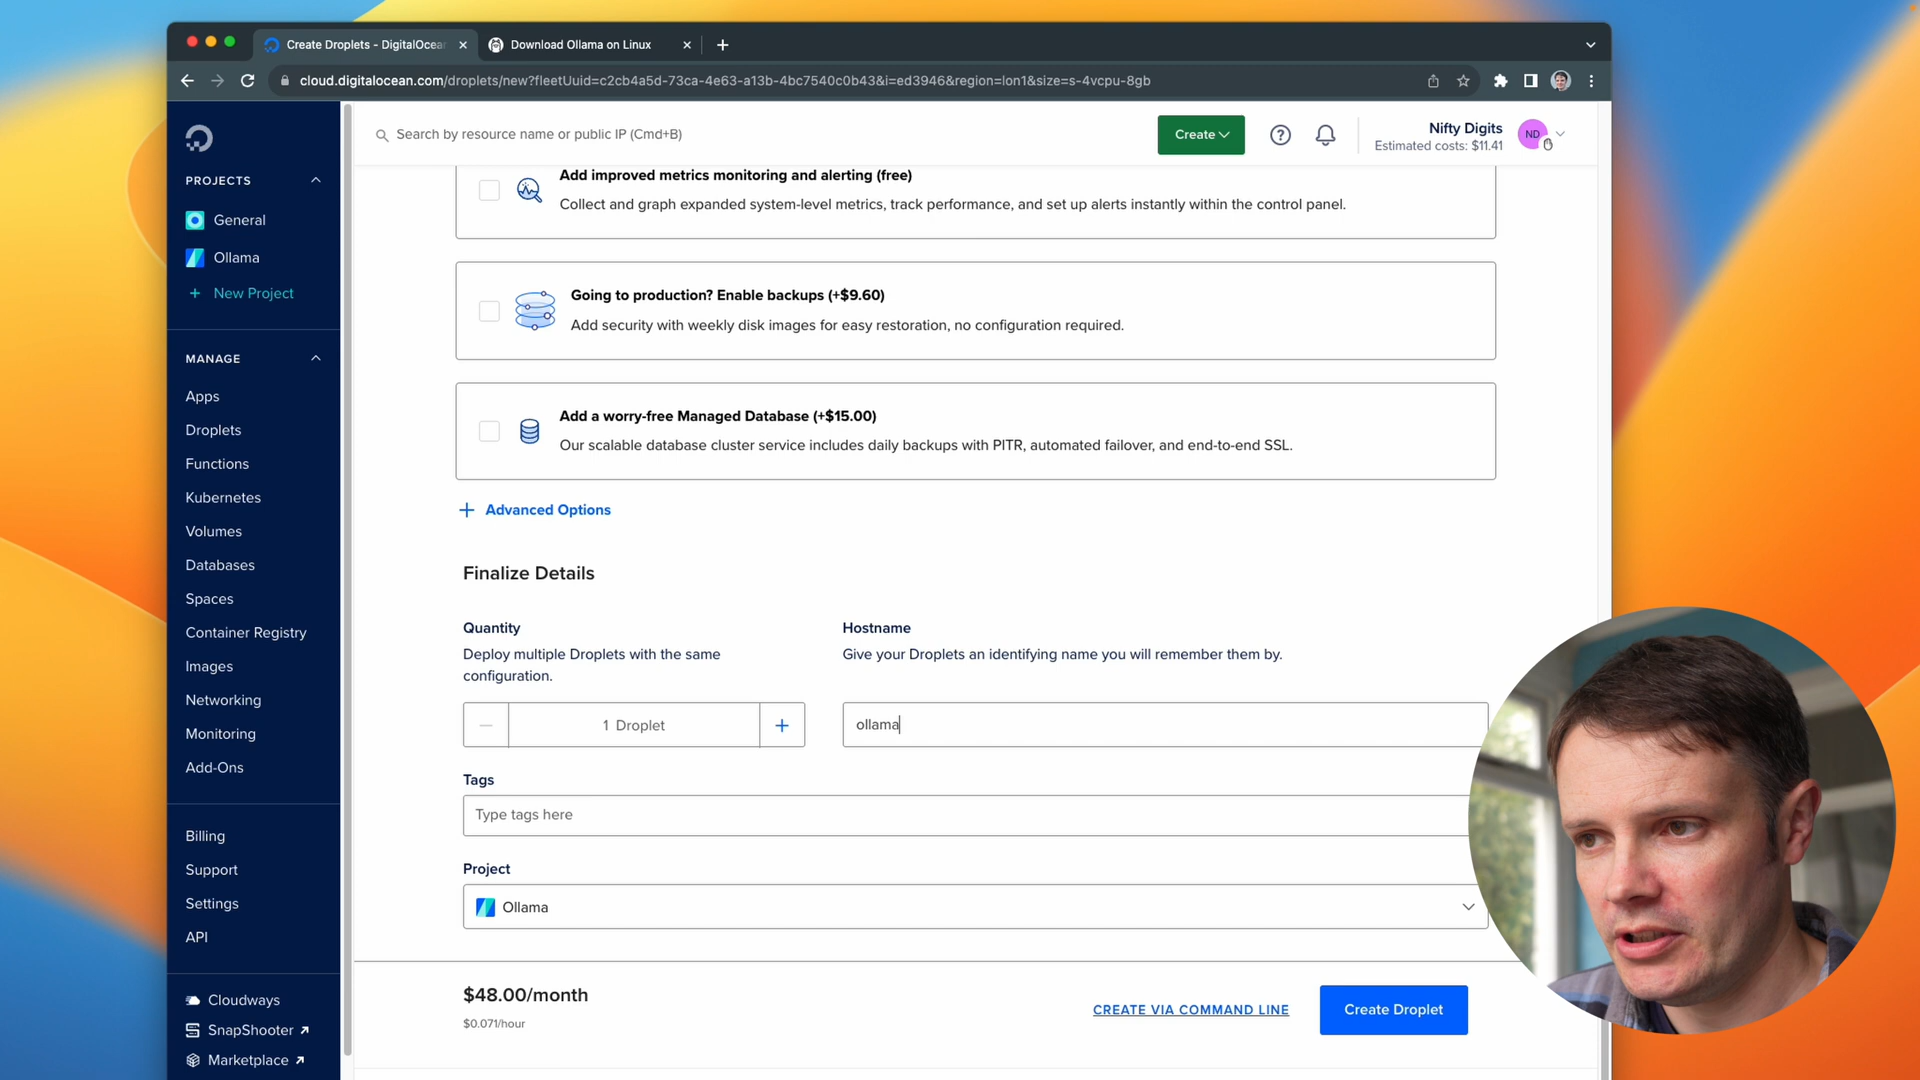 Create Droplets - DigitalOcean
Download Ollama on Linux
cloud.digitalocean.com/droplets/new?fleetUuid=c2cb4a5d-73ca-4e63-a13b-4bc7540c0b43&i=ed3946&region=lon1&size=s-4vcpu-8gb
Search by resource name or public IP (Cmd+B)
Create
Nifty Digits
Estimated costs: $11.41
ND
PROJECTS
General
Ollama
+ New Project
MANAGE
Apps
Droplets
Functions
Kubernetes
Volumes
Databases
Spaces
Container Registry
Images
Networking
Monitoring
Add-Ons
Billing
Support
Settings
API
Cloudways
SnapShooter
Marketplace
Add improved metrics monitoring and alerting (free)
Collect and graph expanded system-level metrics, track performance, and set up alerts instantly within the control panel.
Going to production? Enable backups (+$9.60)
Add security with weekly disk images for easy restoration, no configuration required.
Add a worry-free Managed Database (+$15.00)
Our scalable database cluster service includes daily backups with PITR, automated failover, and end-to-end SSL.
+ Advanced Options
Finalize Details
Quantity
Deploy multiple Droplets with the same
configuration.
1 Droplet
Hostname
Give your Droplets an identifying name you will remember them by.
ollama
Tags
Type tags here
Project
Ollama
$48.00/month
$0.071/hour
CREATE VIA COMMAND LINE
Create Droplet